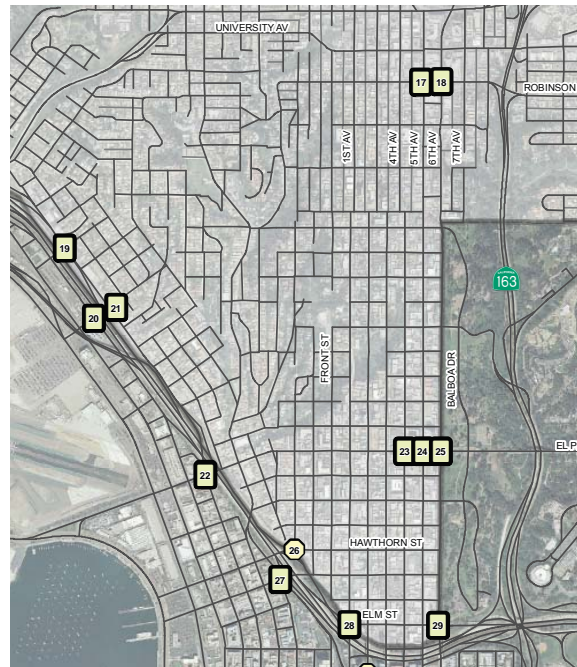 UNIVERSITY AV
17
18
ROBINSON
1ST AV
4TH AV
5TH AV
6TH AV
7TH AV
19
163
21
20
FRONT ST
BALBOA DR
23
24
25
EL P
22
HAWTHORN ST
26
27
ELM ST
28
29